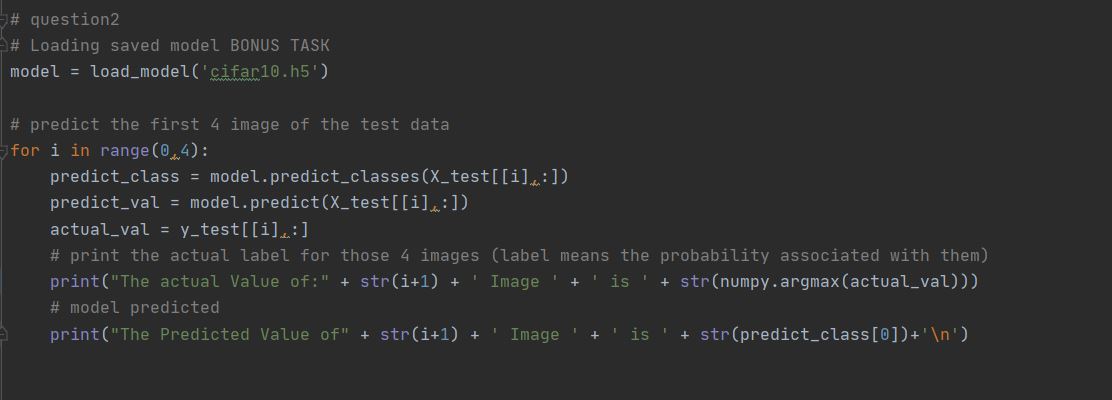 # question2
# Loading saved model BONUS TASK
model = load_model('cifar10.h5')

# predict the first 4 image of the test data
for i in range(0,4):
    predict_class = model.predict_classes(X_test[[i],:])
    predict_val = model.predict(X_test[[i],:])
    actual_val = y_test[[i],:]
    # print the actual label for those 4 images (label means the probability associated with them)
    print("The actual Value of:" + str(i+1) + ' Image ' + ' is ' + str(numpy.argmax(actual_val)))
    # model predicted
    print("The Predicted Value of" + str(i+1) + ' Image ' + ' is ' + str(predict_class[0])+'\n')